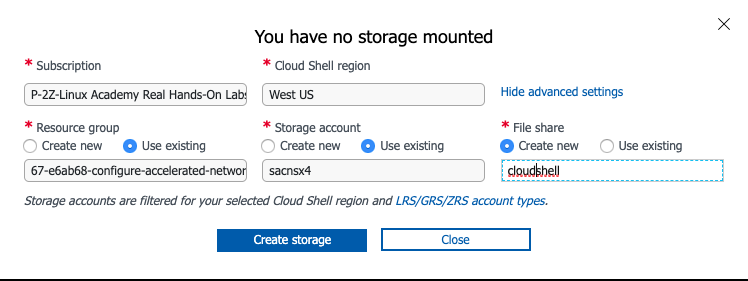 You have no storage mounted
* Subscription
* Cloud Shell region
P-2Z-Linux Academy Real Hands-On Labs
West US
Hide advanced settings
* Resource group
* Storage account
* File share
Create new Use existing
Create new Use existing
Create new Use existing
67-e6ab68-configure-accelerated-networ
sacnsx4
cloudshell
Storage accounts are filtered for your selected Cloud Shell region and LRS/GRS/ZRS account types.
Create storage
Close